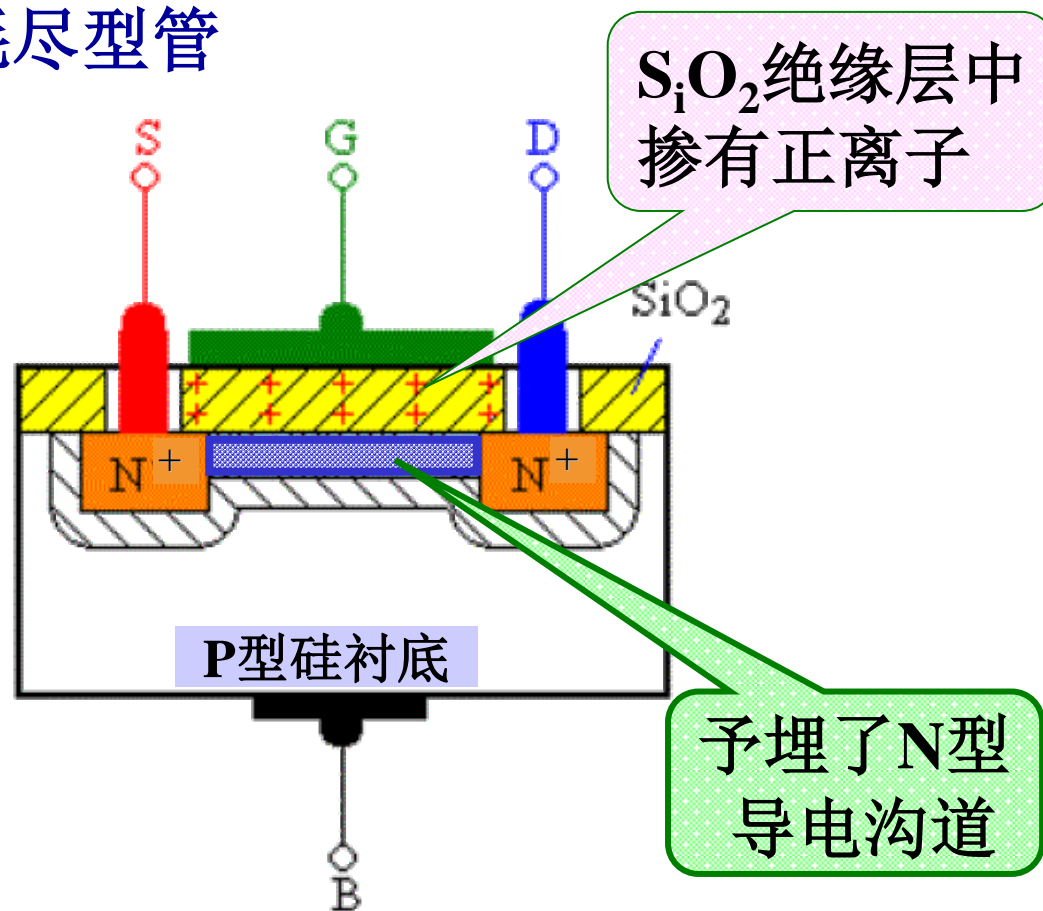 尽型管
SiO2绝缘层中
掺有正离子
S G D
SiO2
+ + + + +
+ + + + +
N+ N+
P型硅衬底
予埋了N型
导电沟道
B